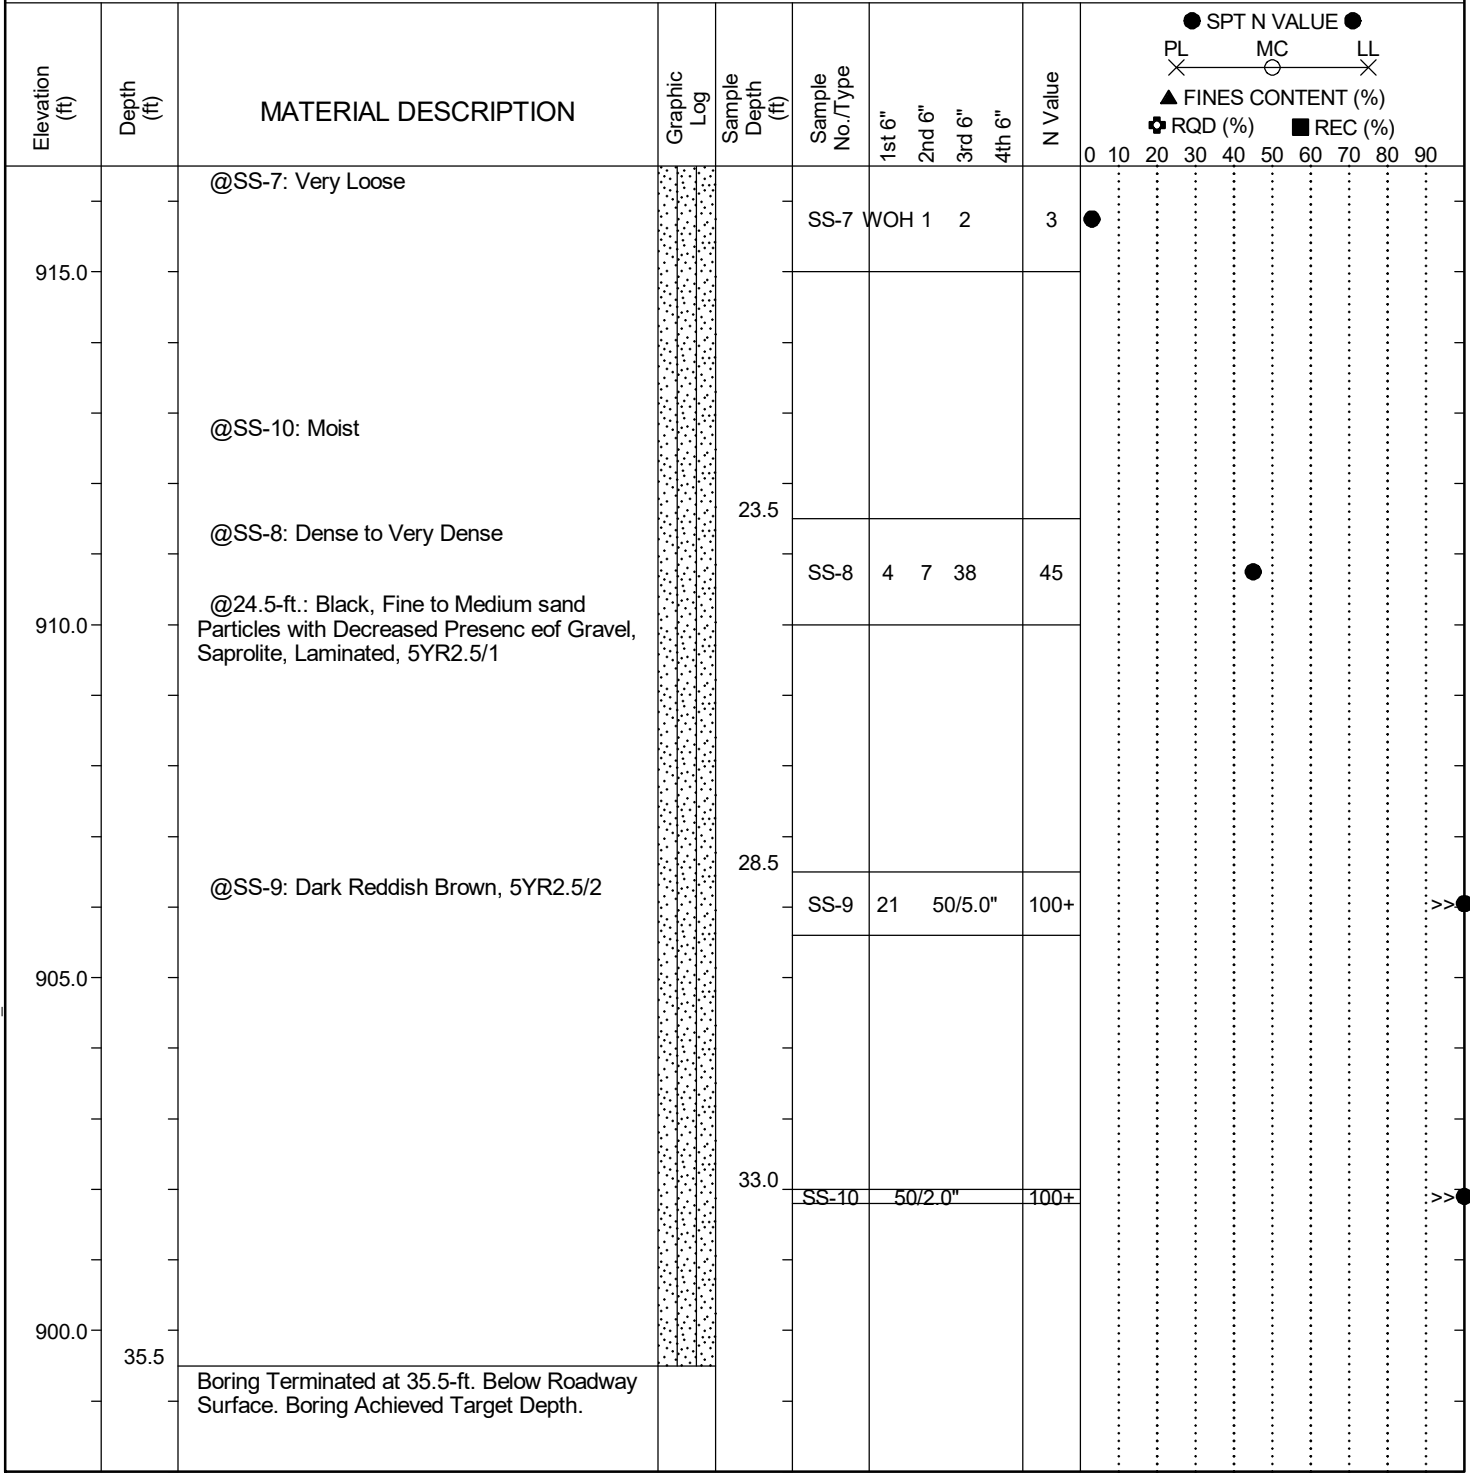 ● SPT N VALUE ●
PL MC LL
▲ FINES CONTENT (%)
RQD (%) ■ REC (%)
Elevation (ft)
Depth (ft)
MATERIAL DESCRIPTION
Graphic Log
Sample Depth (ft)
Sample No./Type
1st 6"
2nd 6"
3rd 6"
4th 6"
N Value
0 10 20 30 40 50 60 70 80 90
@SS-7: Very Loose
SS-7 WOH 1 2 3
915.0
@SS-10: Moist
23.5
@SS-8: Dense to Very Dense
SS-8 4 7 38 45
@24.5-ft.: Black, Fine to Medium sand
910.0
Particles with Decreased Presenc eof Gravel,
Saprolite, Laminated, 5YR2.5/1
28.5
@SS-9: Dark Reddish Brown, 5YR2.5/2
SS-9 21 50/5.0" 100+ >>
905.0
33.0
SS-10 50/2.0" 100+ >>
900.0
35.5
Boring Terminated at 35.5-ft. Below Roadway
Surface. Boring Achieved Target Depth.